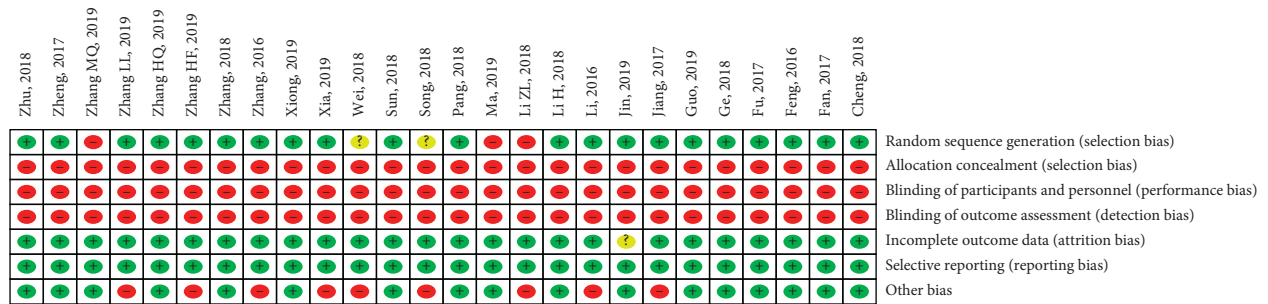 Zhu, 2018
Zheng, 2017
Zhang MQ, 2019
Zhang LL, 2019
Zhang HQ, 2019
Zhang HF, 2019
Zhang, 2018
Zhang, 2016
Xiong, 2019
Xia, 2019
Wei, 2018
Sun, 2018
Song, 2018
Pang, 2018
Ma, 2019
Li ZL, 2018
Li H, 2018
Li, 2016
Jin, 2019
Jiang, 2017
Guo, 2019
Ge, 2018
Fu, 2017
Feng, 2016
Fan, 2017
Cheng, 2018
+ + – + + + + + + + ? + ? + – – + + + + + + + + + + Random sequence generation (selection bias)
– – – – – – – – – – – – – – – – – – – – – – – – – – Allocation concealment (selection bias)
– – – – – – – – – – – – – – – – – – – – – – – – – – Blinding of participants and personnel (performance bias)
– – – – – – – – – – – – – – – – – – – – – – – – – – Blinding of outcome assessment (detection bias)
+ + + + + + + + + + + + + + + + + + ? + + + + + + + Incomplete outcome data (attrition bias)
+ + + + + + + + + + + + + + + + + + + + + + + + + + Selective reporting (reporting bias)
+ + + – + – + – + – – + – + + – + – + – + + + + + + Other bias